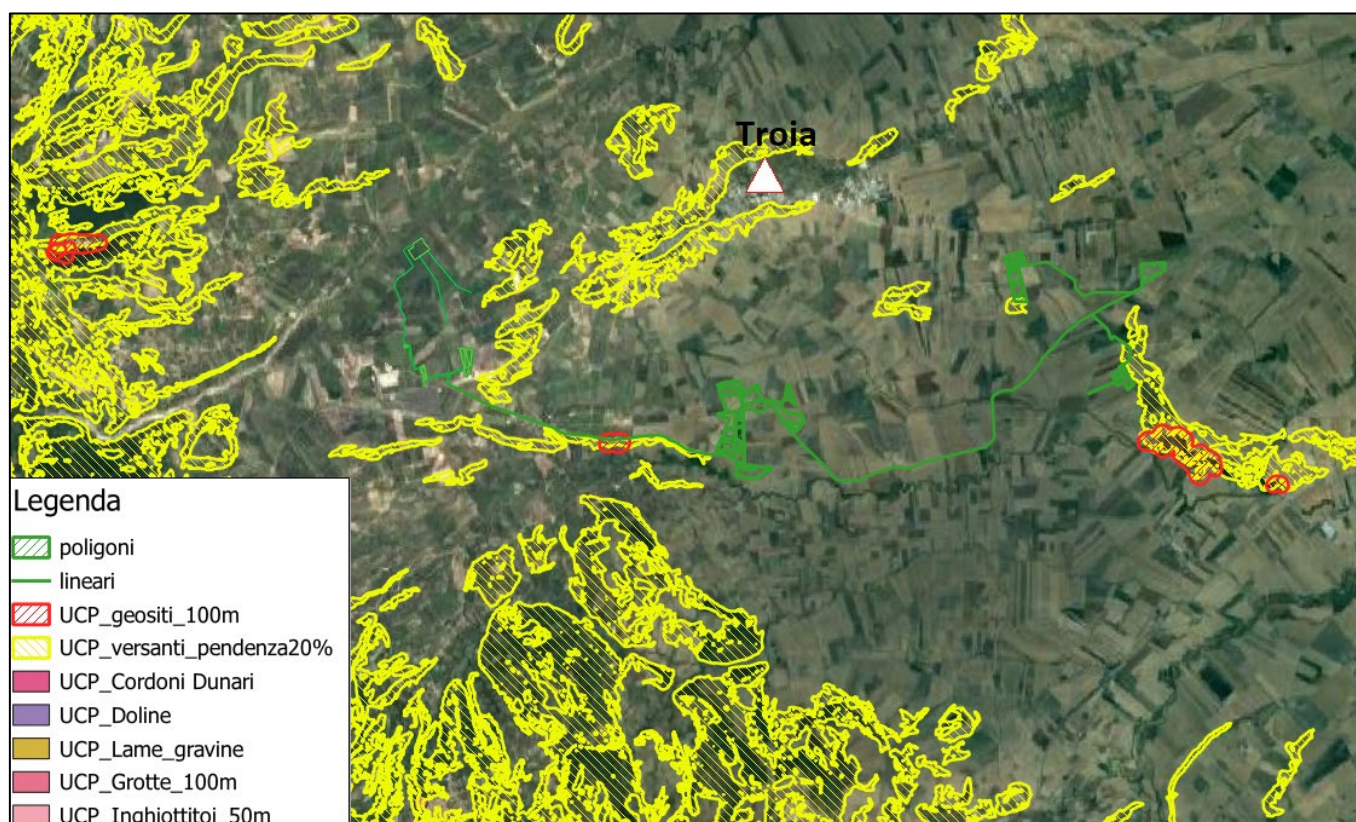 Troia
Legenda
poligoni
lineari
UCP_geositi_100m
UCP_versanti_pendenza20%
UCP_Cordoni Dunari
UCP_Doline
UCP_Lame_gravine
UCP_Grotte_100m
UCP_Inghiottitoi_50m